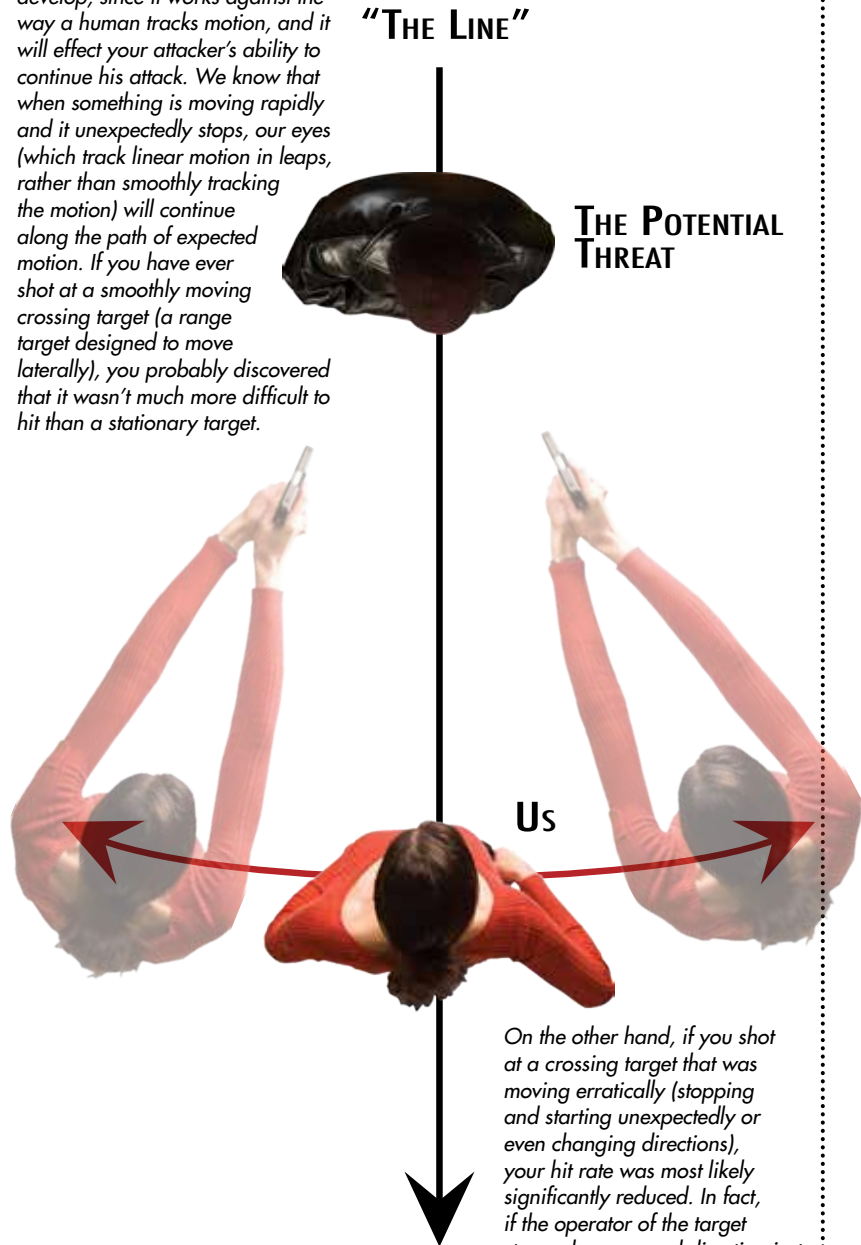 develop, since it works against the
way a human tracks motion, and it
will effect your attacker's ability to
continue his attack. We know that
when something is moving rapidly
and it unexpectedly stops, our eyes
(which track linear motion in leaps,
rather than smoothly tracking
the motion) will continue
along the path of expected
motion. If you have ever
shot at a smoothly moving
crossing target (a range
target designed to move
laterally), you probably discovered
that it wasn't much more difficult to
hit than a stationary target.
“The Line”
The Potential
Threat
Us
On the other hand, if you shot
at a crossing target that was
moving erratically (stopping
and starting unexpectedly or
even changing directions),
your hit rate was most likely
significantly reduced. In fact,
if the operator of the target